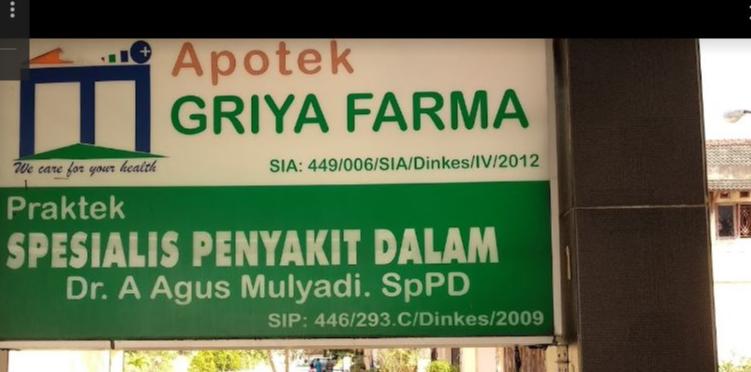 Apotek
GRIYA FARMA
We care for your health
SIA: 449/006/SIA/Dinkes/IV/2012
Praktek
SPESIALIS PENYAKIT DALAM
Dr. A Agus Mulyadi. SpPD
SIP: 446/293.C/Dinkes/2009